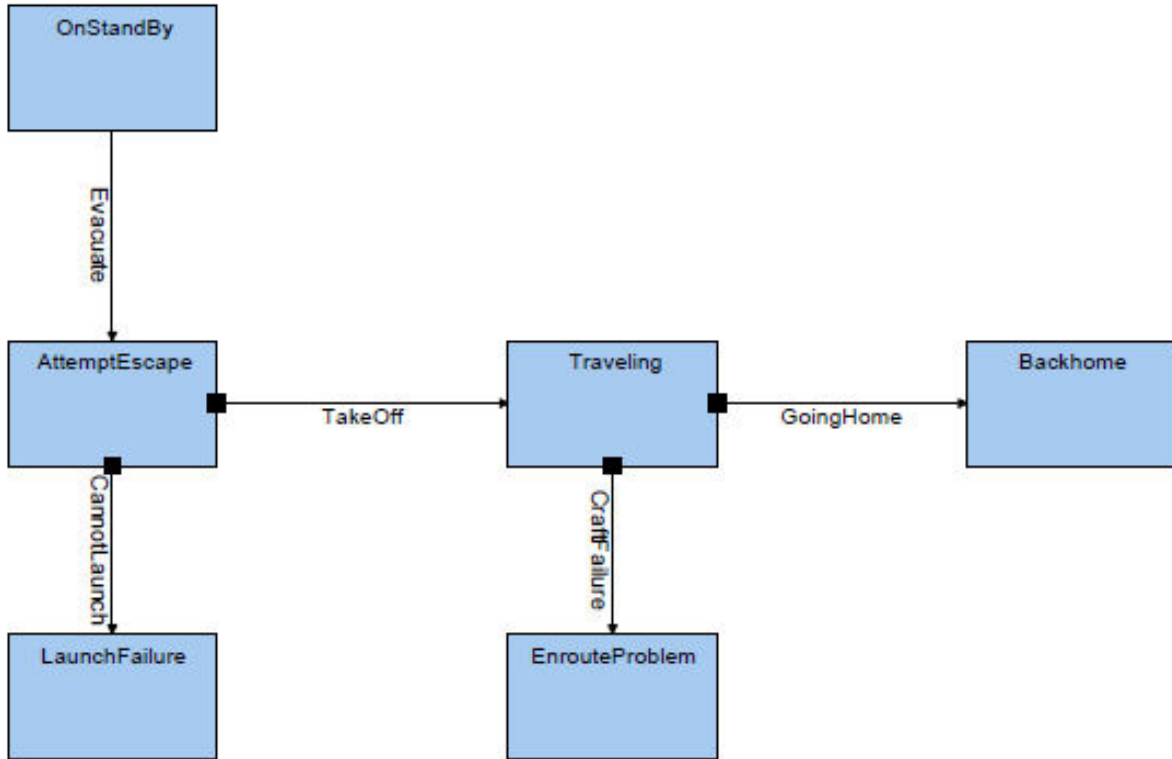 OnStandBy
Evacuate
AttemptEscape
TakeOff
Traveling
GoingHome
Backhome
CannotLaunch
CraftFailure
LaunchFailure
EnrouteProblem